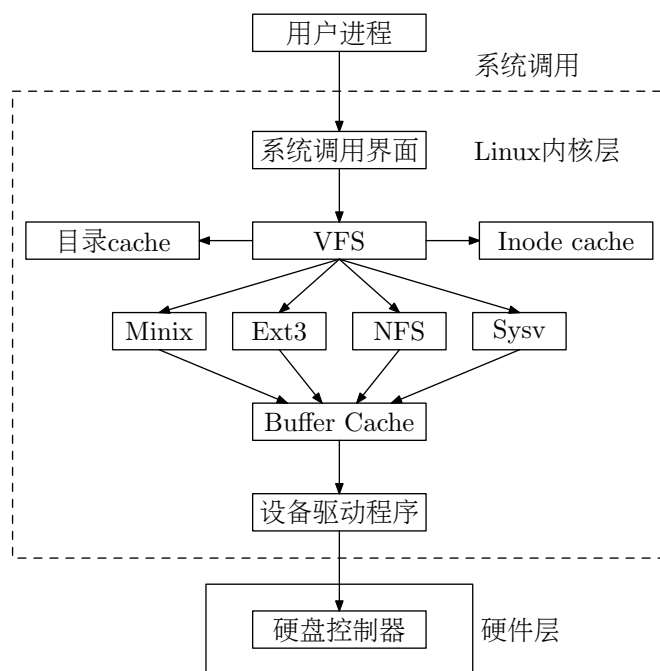 用户进程
系统调用
系统调用界面
Linux内核层
目录cache
VFS
Inode cache
Minix
Ext3
NFS
Sysv
Buffer Cache
设备驱动程序
硬盘控制器
硬件层